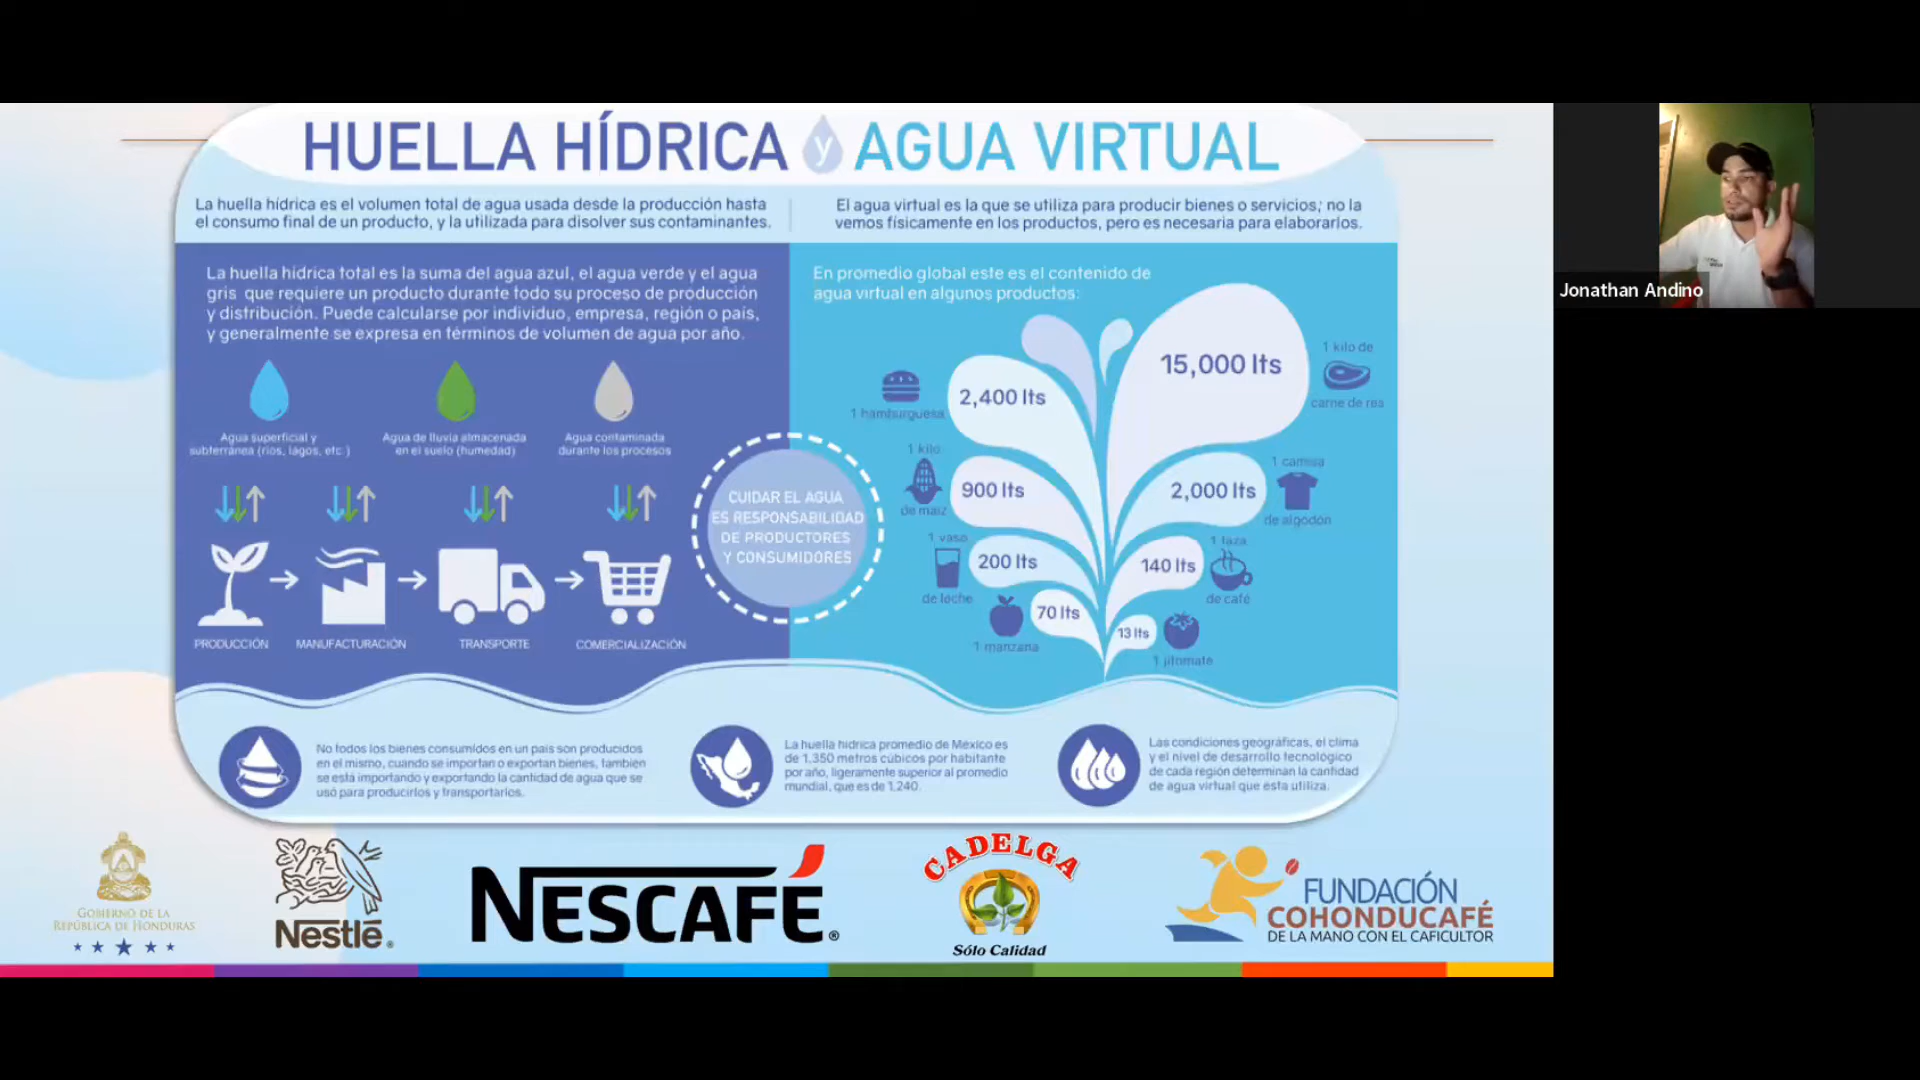 HUELLA HÍDRICA y AGUA VIRTUAL
La huella hídrica es el volumen total de agua usada desde la producción hasta
el consumo final de un producto, y la utilizada para disolver sus contaminantes.
El agua virtual es la que se utiliza para producir bienes o servicios; no la
vemos físicamente en los productos, pero es necesaria para elaborarlos.
La huella hídrica total es la suma del agua azul, el agua verde y el agua
gris que requiere un producto durante todo su proceso de producción
y distribución. Puede calcularse por individuo, empresa, región o país,
y generalmente se expresa en términos de volumen de agua por año.
Agua superficial y
subterránea (ríos, lagos, etc.)
Agua de lluvia almacenada
en el suelo (humedad)
Agua contaminada
durante los procesos
PRODUCCIÓN
MANUFACTURACIÓN
TRANSPORTE
COMERCIALIZACIÓN
CUIDAR EL AGUA
ES RESPONSABILIDAD
DE PRODUCTORES
Y CONSUMIDORES
En promedio global este es el contenido de
agua virtual en algunos productos:
15,000 lts
1 kilo de
carne de res
2,400 lts
1 hamburguesa
1 kilo
de maíz
900 lts
2,000 lts
1 camisa
de algodón
1 vaso
de leche
200 lts
140 lts
1 taza
de café
70 lts
1 manzana
13 lts
1 jitomate
No todos los bienes consumidos en un país son producidos
en el mismo, cuando se importan o exportan bienes, también
se está importando y exportando la cantidad de agua que se
usó para producirlos y transportarlos.
La huella hídrica promedio de México es
de 1,350 metros cúbicos por habitante
por año, ligeramente superior al promedio
mundial, que es de 1,240.
Las condiciones geográficas, el clima
y el nivel de desarrollo tecnológico
de cada región determinan la cantidad
de agua virtual que esta utiliza.
GOBIERNO DE LA
REPÚBLICA DE HONDURAS
Nestlé®
NESCAFÉ®
CADELGA
Sólo Calidad
FUNDACIÓN
COHONDUCAFÉ
DE LA MANO CON EL CAFICULTOR
Jonathan Andino